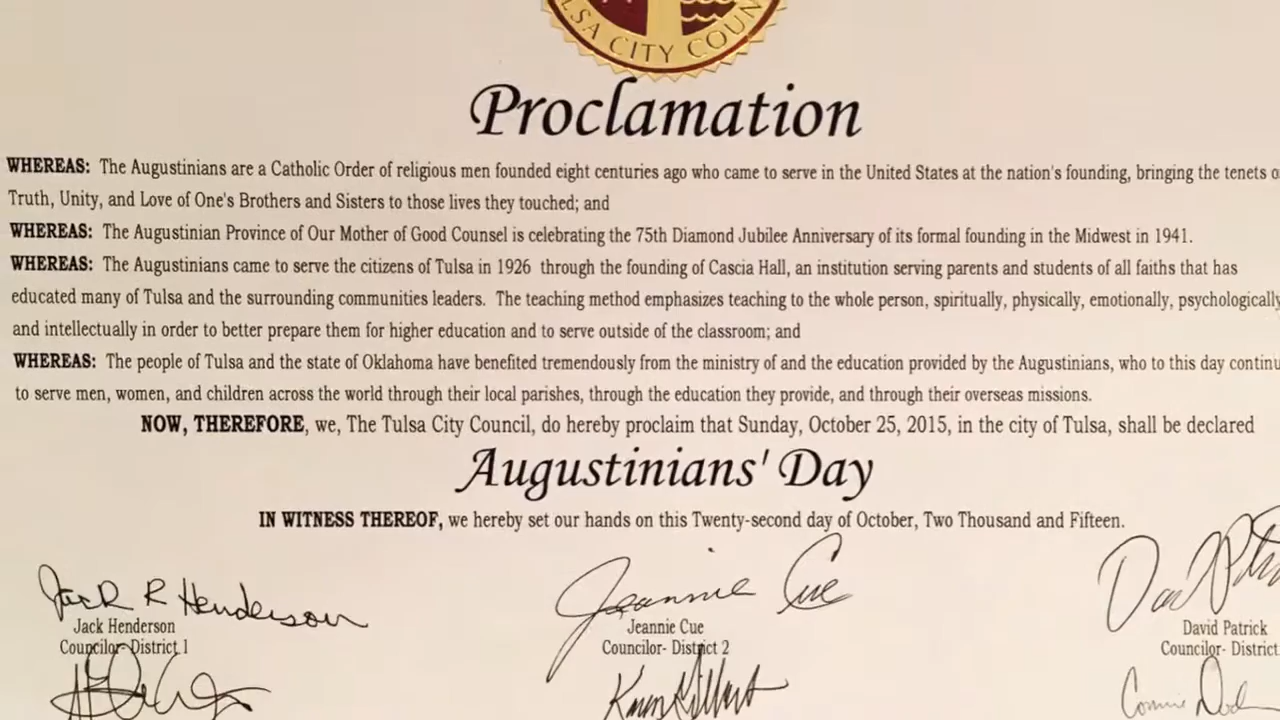 LSA CITY COUN
Proclamation
WHEREAS: The Augustinians are a Catholic Order of religious men founded eight centuries ago who came to serve in the United States at the nation's founding, bringing the tenets o
Truth, Unity, and Love of One's Brothers and Sisters to those lives they touched; and
WHEREAS: The Augustinian Province of Our Mother of Good Counsel is celebrating the 75th Diamond Jubilee Anniversary of its formal founding in the Midwest in 1941.
WHEREAS: The Augustinians came to serve the citizens of Tulsa in 1926 through the founding of Cascia Hall, an institution serving parents and students of all faiths that has
educated many of Tulsa and the surrounding communities leaders. The teaching method emphasizes teaching to the whole person, spiritually, physically, emotionally, psychologically
and intellectually in order to better prepare them for higher education and to serve outside of the classroom; and
WHEREAS: The people of Tulsa and the state of Oklahoma have benefited tremendously from the ministry of and the education provided by the Augustinians, who to this day continu
to serve men, women, and children across the world through their local parishes, through the education they provide, and through their overseas missions.
NOW, THEREFORE, we, The Tulsa City Council, do hereby proclaim that Sunday, October 25, 2015, in the city of Tulsa, shall be declared
Augustinians' Day
IN WITNESS THEREOF, we hereby set our hands on this Twenty-second day of October, Two Thousand and Fifteen.
Jack R Henderson Jeannie Cue
Jack Henderson Jeannie Cue David Patrick
Councilor- District 1 Councilor- District 2 Councilor- District
Karen Gilbert Connie Dod